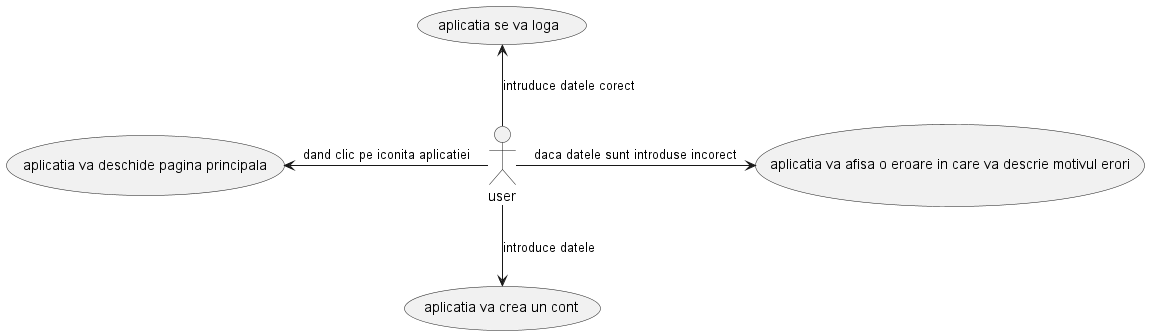 aplicatia se va loga
intruduce datele corect
dand clic pe iconita aplicatiei
daca datele sunt introduse incorect
aplicatia va deschide pagina principala
aplicatia va afisa o eroare in care va descrie motivul erori
user
introduce datele
aplicatia va crea un cont